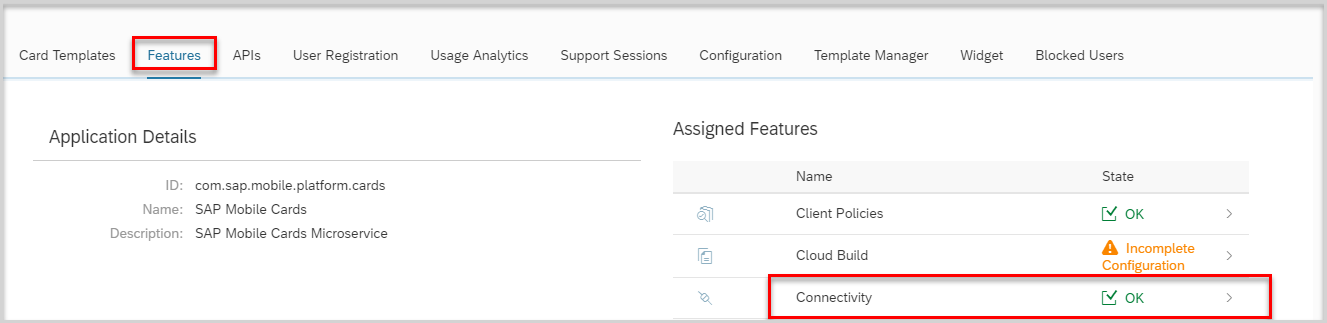 Card Templates Features APIs User Registration Usage Analytics Support Sessions Configuration Template Manager Widget Blocked Users
Application Details
ID: com.sap.mobile.platform.cards
Name: SAP Mobile Cards
Description: SAP Mobile Cards Microservice
Assigned Features
Name State
Client Policies OK
Cloud Build Incomplete
Configuration
Connectivity OK